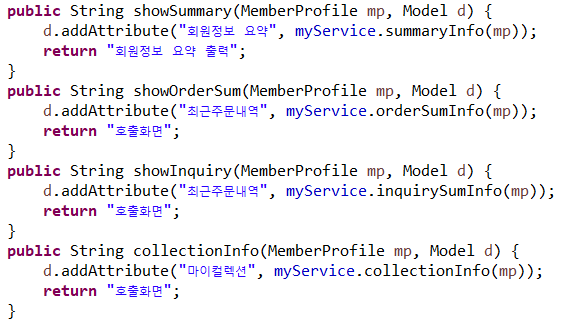 public String showSummary(MemberProfile mp, Model d) {
    d.addAttribute("회원정보 요약", myService.summaryInfo(mp));
    return "회원정보 요약 출력";
}
public String showOrderSum(MemberProfile mp, Model d) {
    d.addAttribute("최근주문내역", myService.orderSumInfo(mp));
    return "호출화면";
}
public String showInquiry(MemberProfile mp, Model d) {
    d.addAttribute("최근주문내역", myService.inquirySumInfo(mp));
    return "호출화면";
}
public String collectionInfo(MemberProfile mp, Model d) {
    d.addAttribute("마이컬렉션", myService.collectionInfo(mp));
    return "호출화면";
}